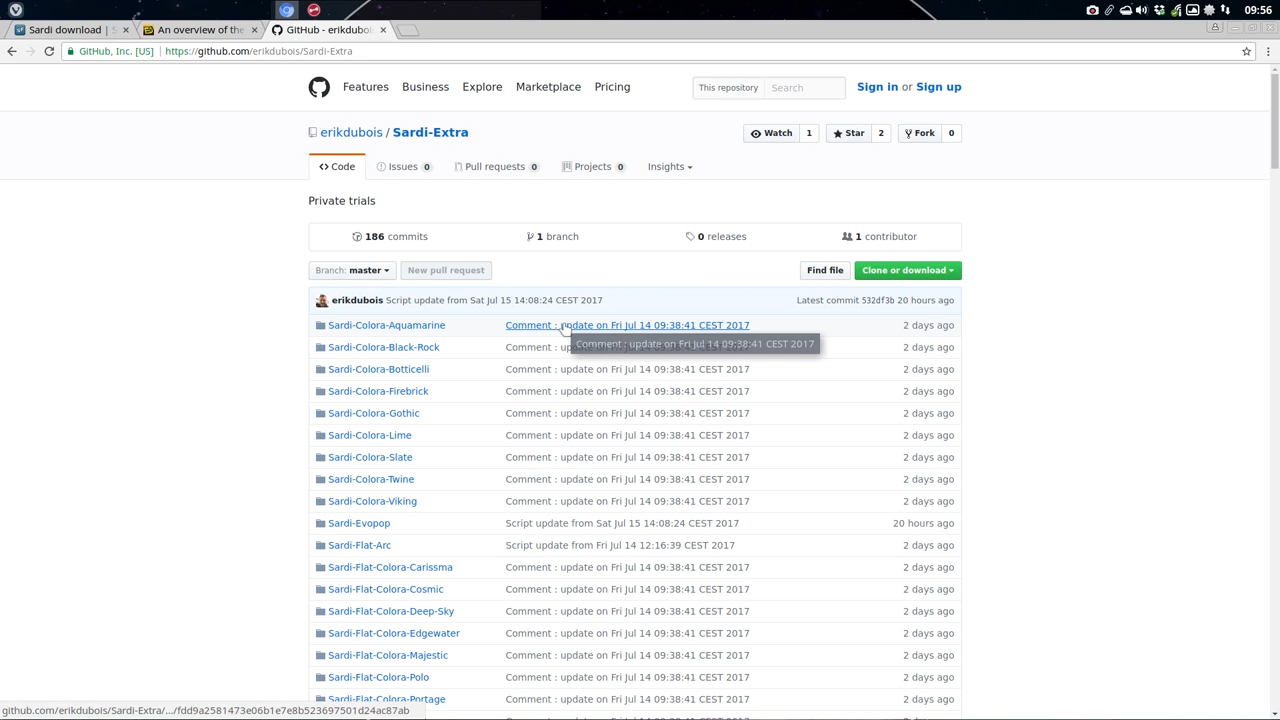 09:56
Sardi download | S
An overview of the
GitHub - erikdubois
GitHub, Inc. [US]
https://github.com/erikdubois/Sardi-Extra
Features
Business
Explore
Marketplace
Pricing
This repository
Search
Sign in or Sign up
erikdubois / Sardi-Extra
Watch 1
Star 2
Fork 0
Code
Issues 0
Pull requests 0
Projects 0
Insights
Private trials
186 commits
1 branch
0 releases
1 contributor
Branch: master
New pull request
Find file
Clone or download
erikdubois Script update from Sat Jul 15 14:08:24 CEST 2017 Latest commit 532df3b 20 hours ago
Sardi-Colora-Aquamarine Comment : update on Fri Jul 14 09:38:41 CEST 2017 2 days ago
Comment : update on Fri Jul 14 09:38:41 CEST 2017
Sardi-Colora-Black-Rock Comment : 2 days ago
Sardi-Colora-Botticelli Comment : update on Fri Jul 14 09:38:41 CEST 2017 2 days ago
Sardi-Colora-Firebrick Comment : update on Fri Jul 14 09:38:41 CEST 2017 2 days ago
Sardi-Colora-Gothic Comment : update on Fri Jul 14 09:38:41 CEST 2017 2 days ago
Sardi-Colora-Lime Comment : update on Fri Jul 14 09:38:41 CEST 2017 2 days ago
Sardi-Colora-Slate Comment : update on Fri Jul 14 09:38:41 CEST 2017 2 days ago
Sardi-Colora-Twine Comment : update on Fri Jul 14 09:38:41 CEST 2017 2 days ago
Sardi-Colora-Viking Comment : update on Fri Jul 14 09:38:41 CEST 2017 2 days ago
Sardi-Evopop Script update from Sat Jul 15 14:08:24 CEST 2017 20 hours ago
Sardi-Flat-Arc Script update from Fri Jul 14 12:16:39 CEST 2017 2 days ago
Sardi-Flat-Colora-Carissma Comment : update on Fri Jul 14 09:38:41 CEST 2017 2 days ago
Sardi-Flat-Colora-Cosmic Comment : update on Fri Jul 14 09:38:41 CEST 2017 2 days ago
Sardi-Flat-Colora-Deep-Sky Comment : update on Fri Jul 14 09:38:41 CEST 2017 2 days ago
Sardi-Flat-Colora-Edgewater Comment : update on Fri Jul 14 09:38:41 CEST 2017 2 days ago
Sardi-Flat-Colora-Majestic Comment : update on Fri Jul 14 09:38:41 CEST 2017 2 days ago
Sardi-Flat-Colora-Polo Comment : update on Fri Jul 14 09:38:41 CEST 2017 2 days ago
Sardi-Flat-Colora-Portage Comment : update on Fri Jul 14 09:38:41 CEST 2017 2 days ago
github.com/erikdubois/Sardi-Extra/.../fdd9a2581473e06b1e7e8b523697501d24ac87ab